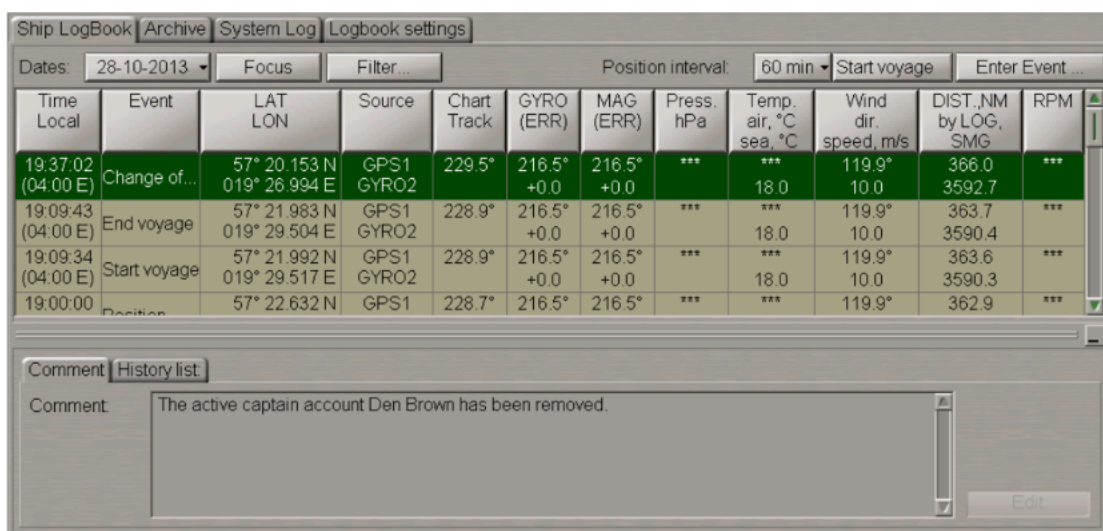 Ship LogBook Archive System Log Logbook settings
Dates: 28-10-2013 Focus Filter... Position interval: 60 min Start voyage Enter Event ...
Time Event LAT Source Chart GYRO MAG Press. Temp. Wind DIST.,NM RPM
Local LON Track (ERR) (ERR) hPa air, °C dir. by LOG,
sea, °C speed, m/s SMG
19:37:02 57° 20.153 N GPS1 229.5° 216.5° 216.5° *** *** 119.9° 366.0 ***
(04:00 E) Change of... 019° 26.994 E GYRO2 +0.0 +0.0 18.0 10.0 3592.7
19:09:43 57° 21.983 N GPS1 228.9° 216.5° 216.5° *** *** 119.9° 363.7 ***
(04:00 E) End voyage 019° 29.504 E GYRO2 +0.0 +0.0 18.0 10.0 3590.4
19:09:34 57° 21.992 N GPS1 228.9° 216.5° 216.5° *** *** 119.9° 363.6 ***
(04:00 E) Start voyage 019° 29.517 E GYRO2 +0.0 +0.0 18.0 10.0 3590.3
19:00:00 57° 22.632 N GPS1 228.7° 216.5° 216.5° *** *** 119.9° 362.9 ***
Position
Comment History list:
Comment: The active captain account Den Brown has been removed.
Edit